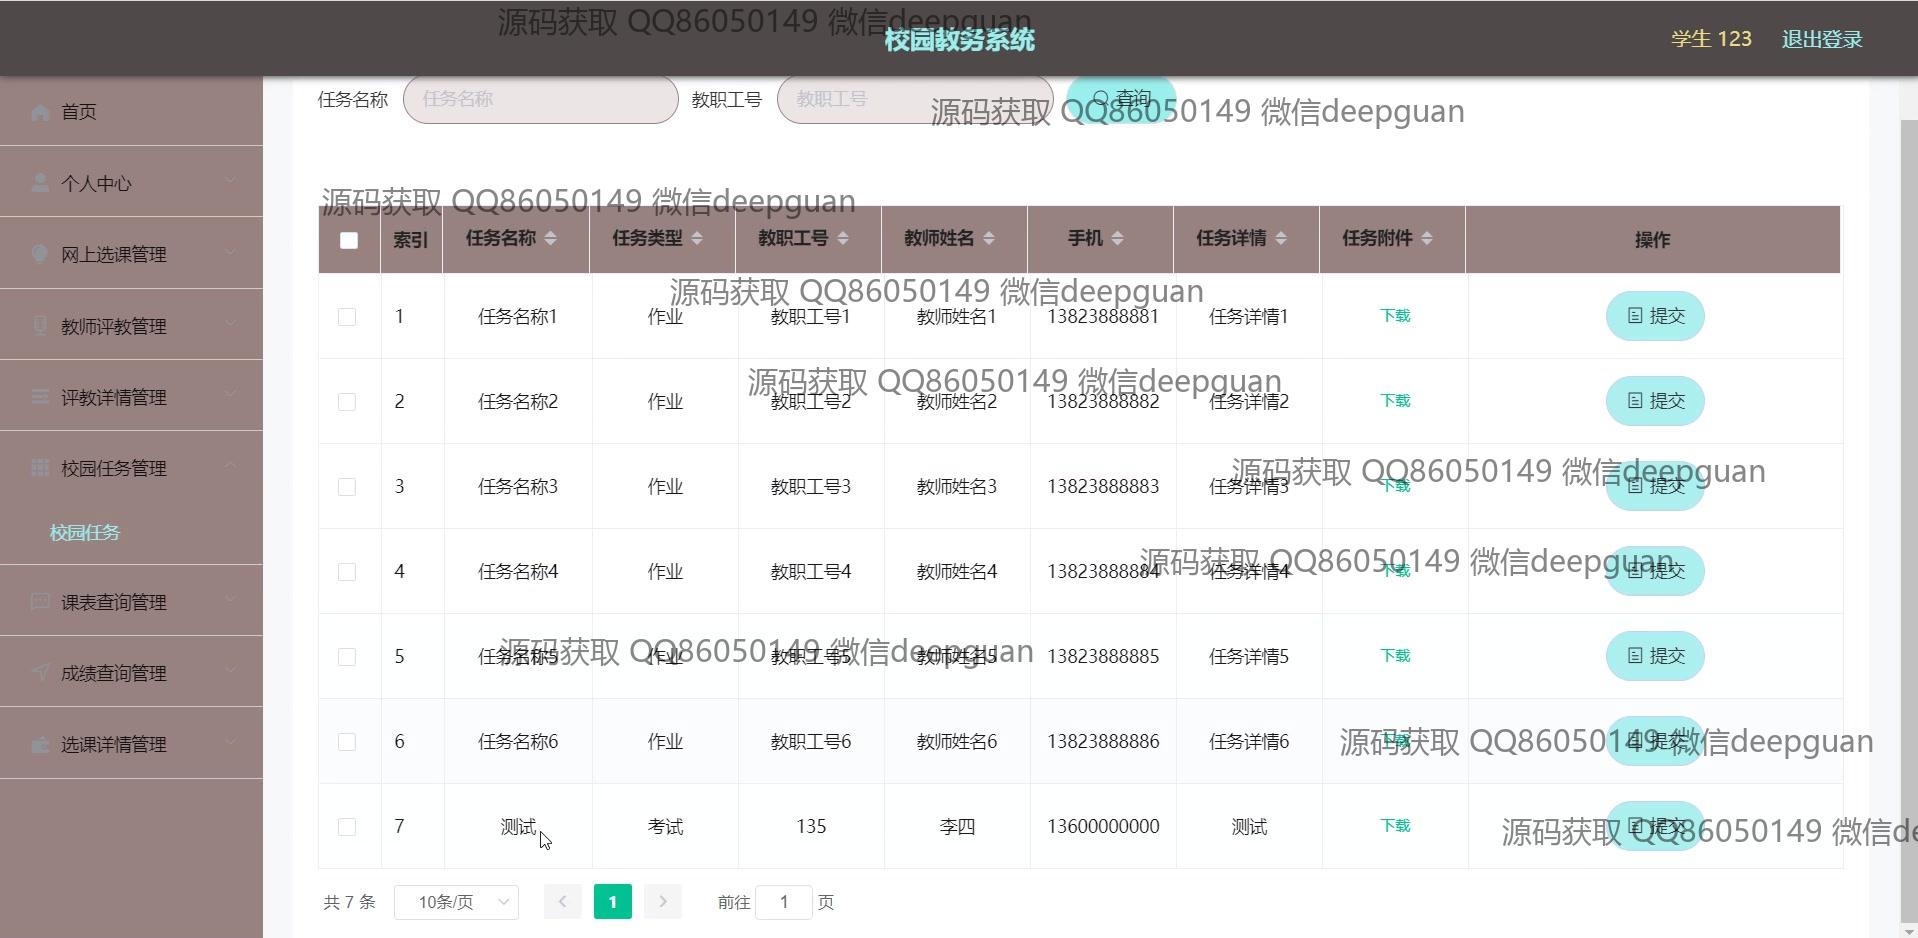 源码获取 QQ86050149 微信deepguan
校园教务系统
学生 123
退出登录
首页
个人中心
网上选课管理
教师评教管理
评教详情管理
校园任务管理
校园任务
课表查询管理
成绩查询管理
选课详情管理
任务名称 任务名称 教职工号 教职工号 查询
源码获取 QQ86050149 微信deepguan
源码获取 QQ86050149 微信deepguan
索引 任务名称 任务类型 教职工号 教师姓名 手机 任务详情 任务附件 操作
源码获取 QQ86050149 微信deepguan
1 任务名称1 作业 教职工号1 教师姓名1 13823888881 任务详情1 下载 提交
源码获取 QQ86050149 微信deepguan
2 任务名称2 作业 教职工号2 教师姓名2 13823888882 任务详情2 下载 提交
源码获取 QQ86050149 微信deepguan
3 任务名称3 作业 教职工号3 教师姓名3 13823888883 任务详情3 下载 提交
源码获取 QQ86050149 微信deepguan
4 任务名称4 作业 教职工号4 教师姓名4 13823888884 任务详情4 下载 提交
源码获取 QQ86050149 微信deepguan
5 任务名称5 作业 教职工号5 教师姓名5 13823888885 任务详情5 下载 提交
源码获取 QQ86050149 微信deepguan
6 任务名称6 作业 教职工号6 教师姓名6 13823888886 任务详情6 下载 提交
源码获取 QQ86050149 微信de
7 测试 考试 135 李四 13600000000 测试 下载 提交
共 7 条 10条/页 1 前往 1 页